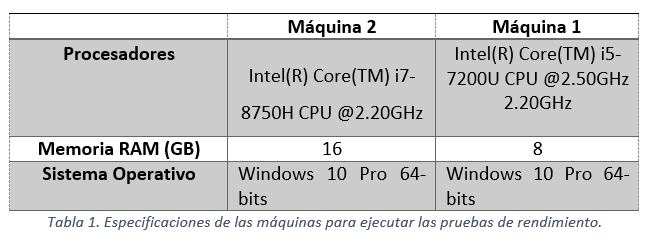 Máquina 2 Máquina 1
Procesadores
Intel(R) Core(TM) i7-
8750H CPU @2.20GHz
Intel(R) Core(TM) i5-
7200U CPU @2.50GHz
2.20GHz
Memoria RAM (GB) 16 8
Sistema Operativo
Windows 10 Pro 64-
bits
Windows 10 Pro 64-
bits
Tabla 1. Especificaciones de las máquinas para ejecutar las pruebas de rendimiento.